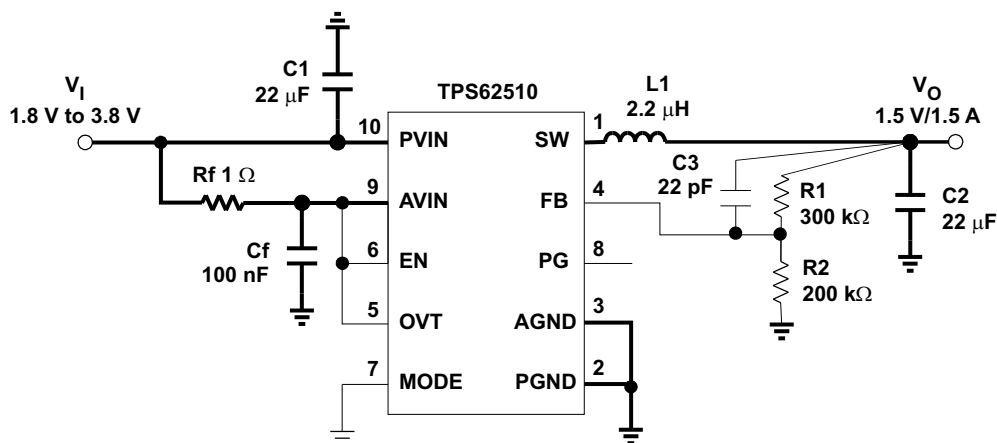 C1
22 μF
TPS62510
L1
2.2 μH
VI
1.8 V to 3.8 V
VO
1.5 V/1.5 A
10
PVIN
SW
1
Rf 1 Ω
9
AVIN
FB
4
C3
22 pF
R1
300 kΩ
C2
22 μF
Cf
100 nF
6
EN
PG
8
R2
200 kΩ
5
OVT
AGND
3
7
MODE
PGND
2